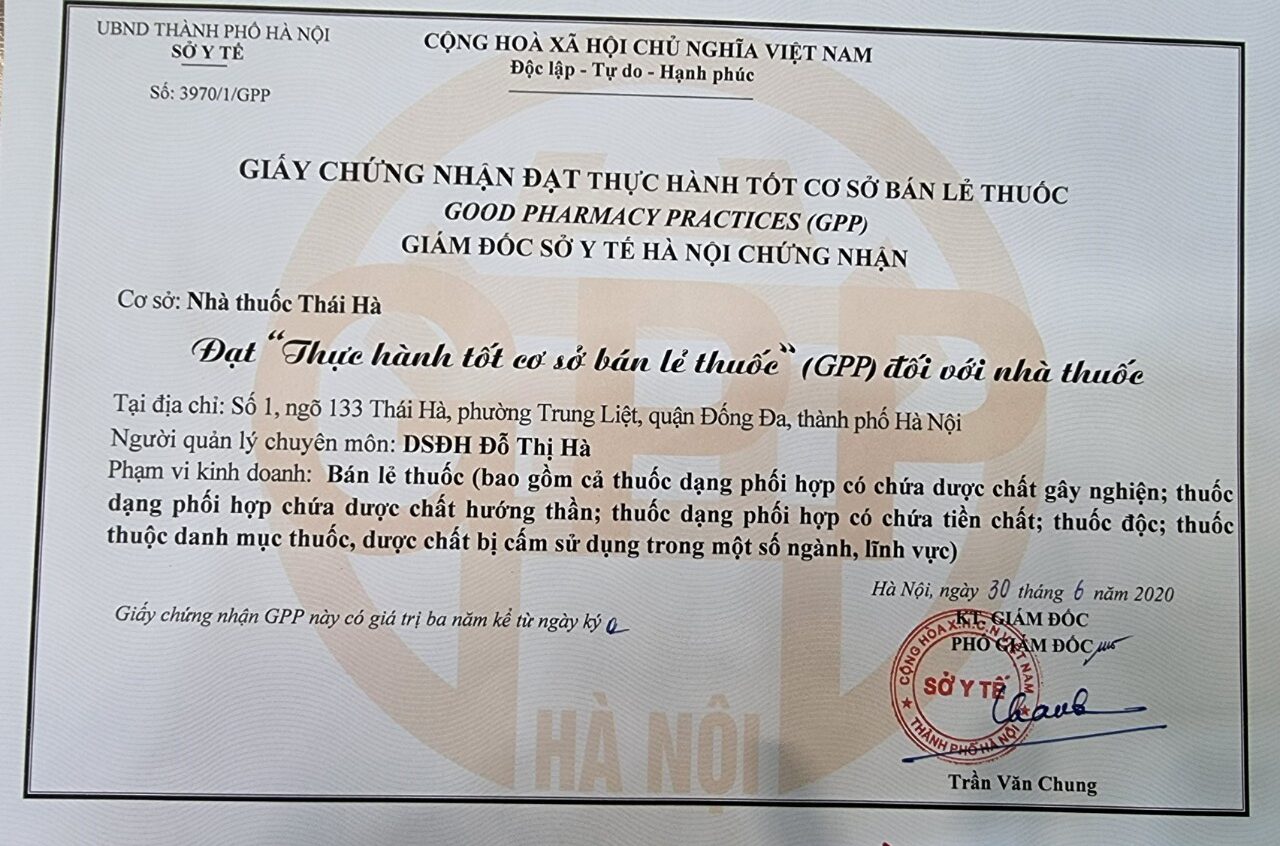 UBND THÀNH PHỐ HÀ NỘI
SỞ Y TẾ
Số: 3970/1/GPP
CỘNG HOÀ XÃ HỘI CHỦ NGHĨA VIỆT NAM
Độc lập - Tự do - Hạnh phúc
GIẤY CHỨNG NHẬN ĐẠT THỰC HÀNH TỐT CƠ SỞ BÁN LẺ THUỐC
GOOD PHARMACY PRACTICES (GPP)
GIÁM ĐỐC SỞ Y TẾ HÀ NỘI CHỨNG NHẬN
Cơ sở: Nhà thuốc Thái Hà
Đạt “Thực hành tốt cơ sở bán lẻ thuốc” (GPP) đối với nhà thuốc
Tại địa chỉ: Số 1, ngõ 133 Thái Hà, phường Trung Liệt, quận Đống Đa, thành phố Hà Nội
Người quản lý chuyên môn: DSĐH Đỗ Thị Hà
Phạm vi kinh doanh: Bán lẻ thuốc (bao gồm cả thuốc dạng phối hợp có chứa dược chất gây nghiện; thuốc
dạng phối hợp chứa dược chất hướng thần; thuốc dạng phối hợp có chứa tiền chất; thuốc độc; thuốc
thuộc danh mục thuốc, dược chất bị cấm sử dụng trong một số ngành, lĩnh vực)
Hà Nội, ngày 30 tháng 6 năm 2020
Giấy chứng nhận GPP này có giá trị ba năm kể từ ngày ký
KT. GIÁM ĐỐC
PHÓ GIÁM ĐỐC
CỘNG HÒA X.H.C.N VIỆT NAM
SỞ Y TẾ
THÀNH PHỐ HÀ NỘI
Trần Văn Chung
GPP
HÀ NỘI